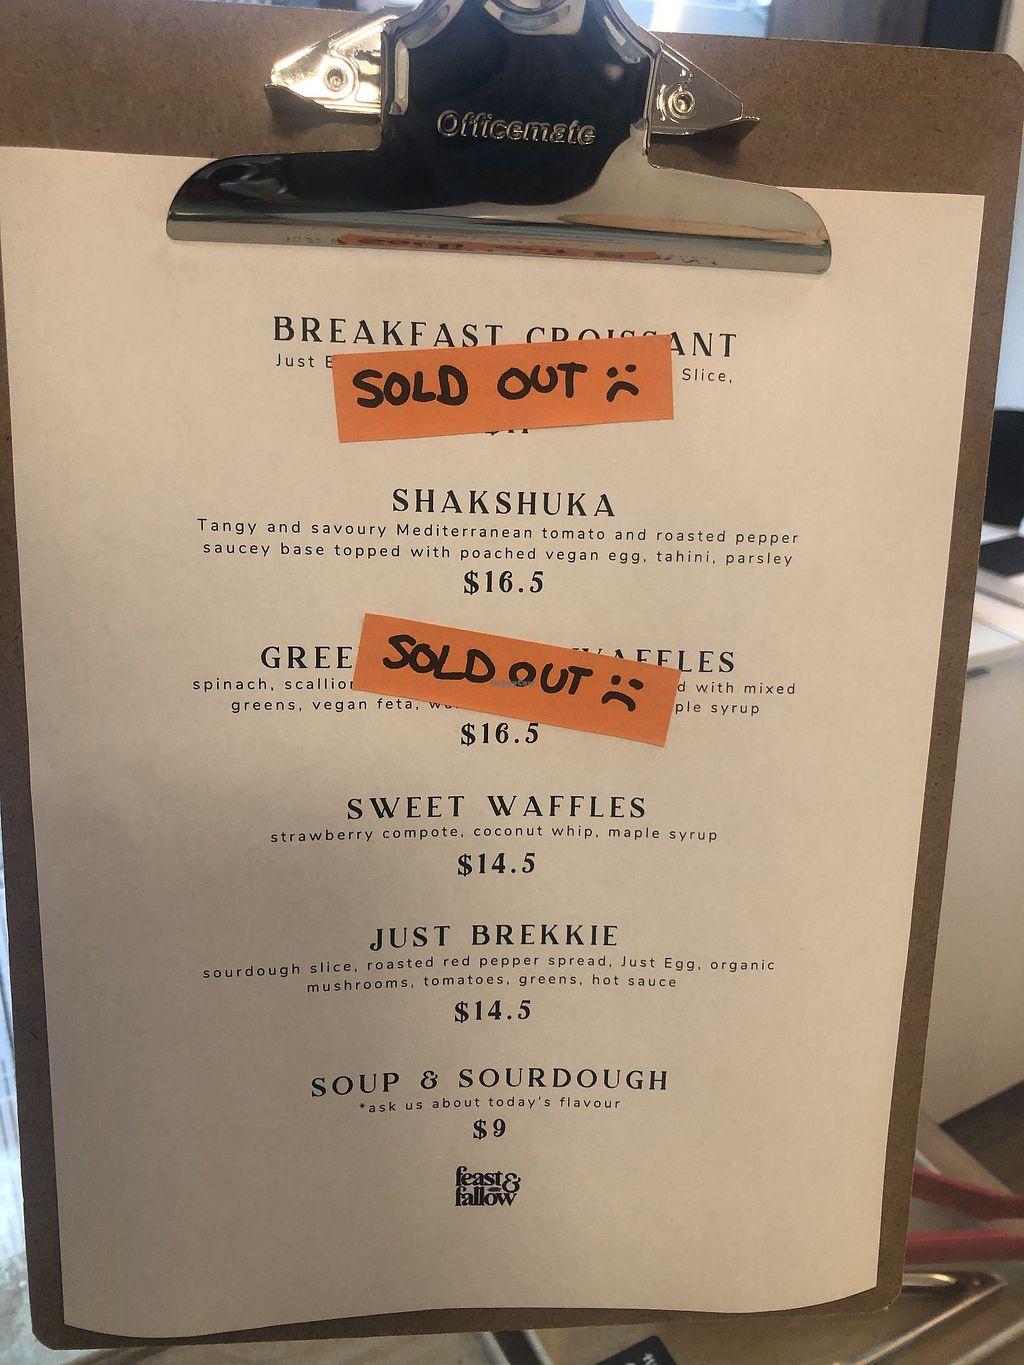 Officemate
BREAKFAST CROISSANT
Just Slice,
SOLD OUT
SHAKSHUKA
Tangy and savoury Mediterranean tomato and roasted pepper
saucey base topped with poached vegan egg, tahini, parsley
$16.5
GREE WAFFLES
SOLD OUT
spinach, scallion with mixed
greens, vegan feta, maple syrup
$16.5
SWEET WAFFLES
strawberry compote, coconut whip, maple syrup
$14.5
JUST BREKKIE
sourdough slice, roasted red pepper spread, Just Egg, organic
mushrooms, tomatoes, greens, hot sauce
$14.5
SOUP & SOURDOUGH
*ask us about today's flavour
$9
feast&
fallow